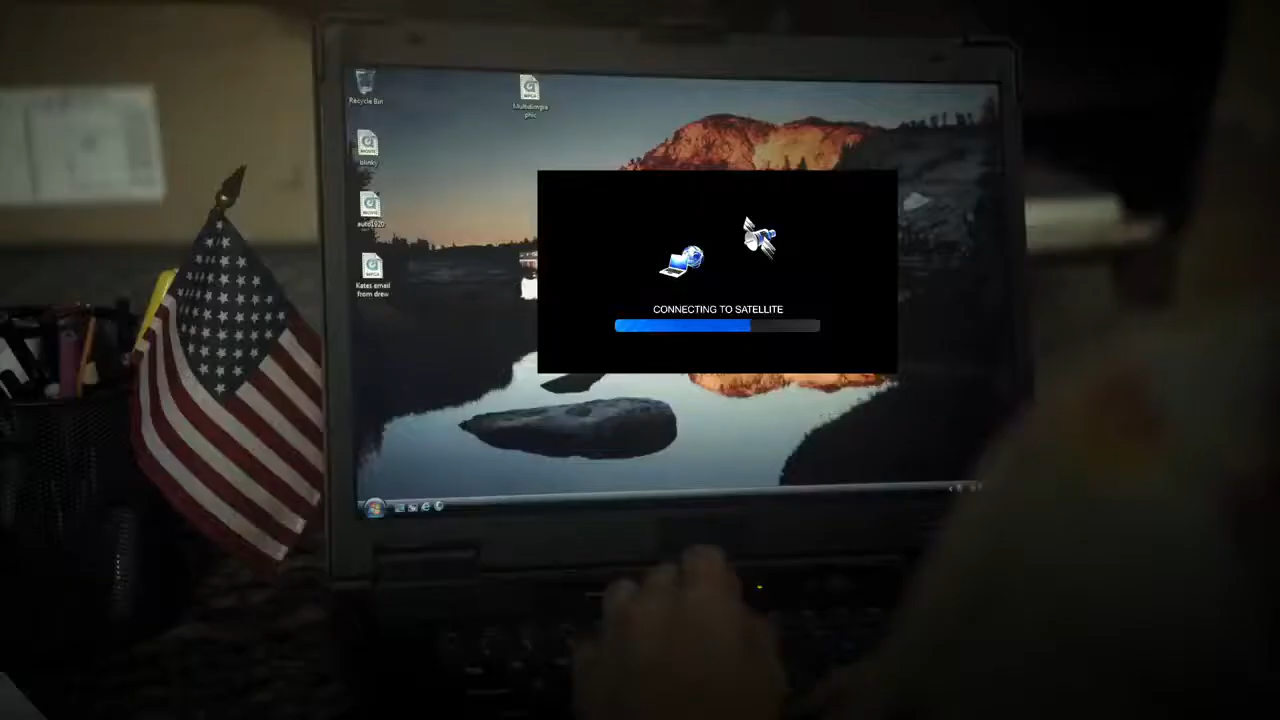 Recycle Bin
Multidimple
phic
blinky
auto1920
Kates email
from drew
CONNECTING TO SATELLITE